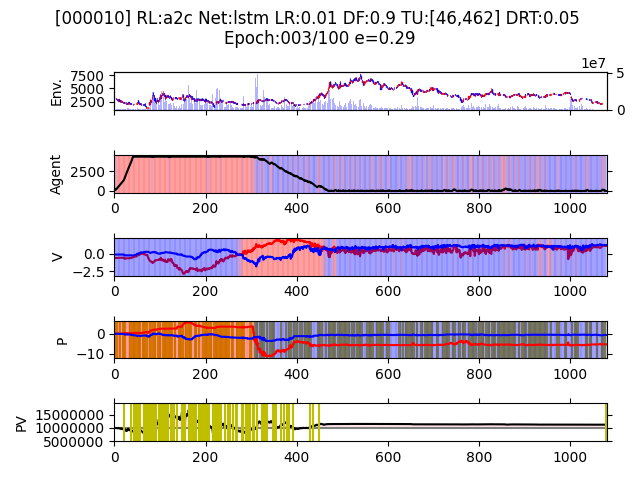 [000010] RL:a2c Net:lstm LR:0.01 DF:0.9 TU:[46,462] DRT:0.05
Epoch:003/100 e=0.29
1e7
Env.
7500
5000
2500
5
0
Agent
2500
0
0 200 400 600 800 1000
V
0.0
−2.5
0 200 400 600 800 1000
P
0
−10
0 200 400 600 800 1000
PV
15000000
10000000
5000000
0 200 400 600 800 1000